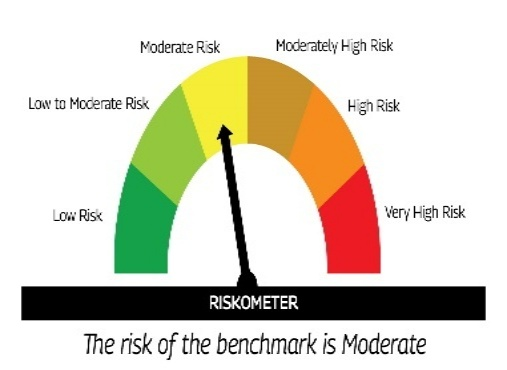 Moderate Risk
Moderately High Risk
Low to Moderate Risk
High Risk
Low Risk
Very High Risk
RISKOMETER
The risk of the benchmark is Moderate